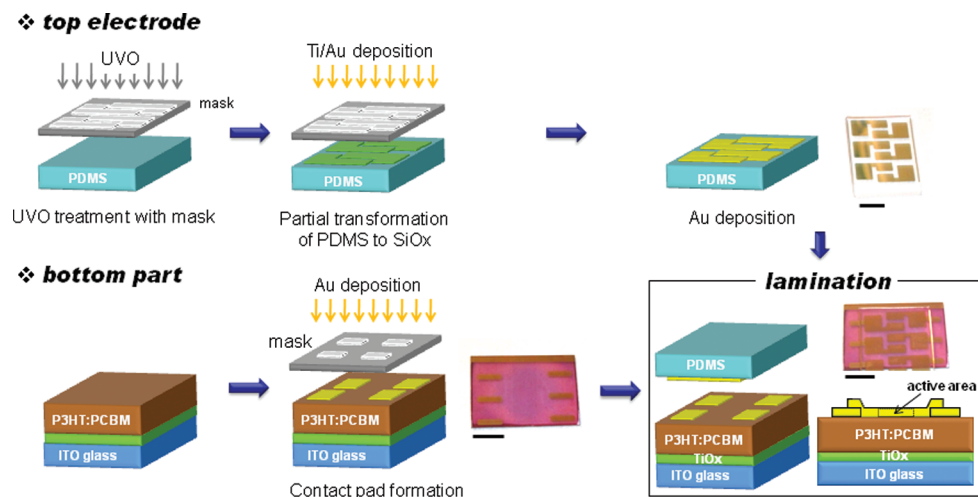 ❖ top electrode
UVO
mask
PDMS
UVO treatment with mask
Ti/Au deposition
PDMS
Partial transformation
of PDMS to SiOx
PDMS
Au deposition
❖ bottom part
P3HT:PCBM
ITO glass
Au deposition
mask
P3HT:PCBM
ITO glass
Contact pad formation
lamination
PDMS
active area
P3HT:PCBM
TiOx
ITO glass
P3HT:PCBM
TiOx
ITO glass